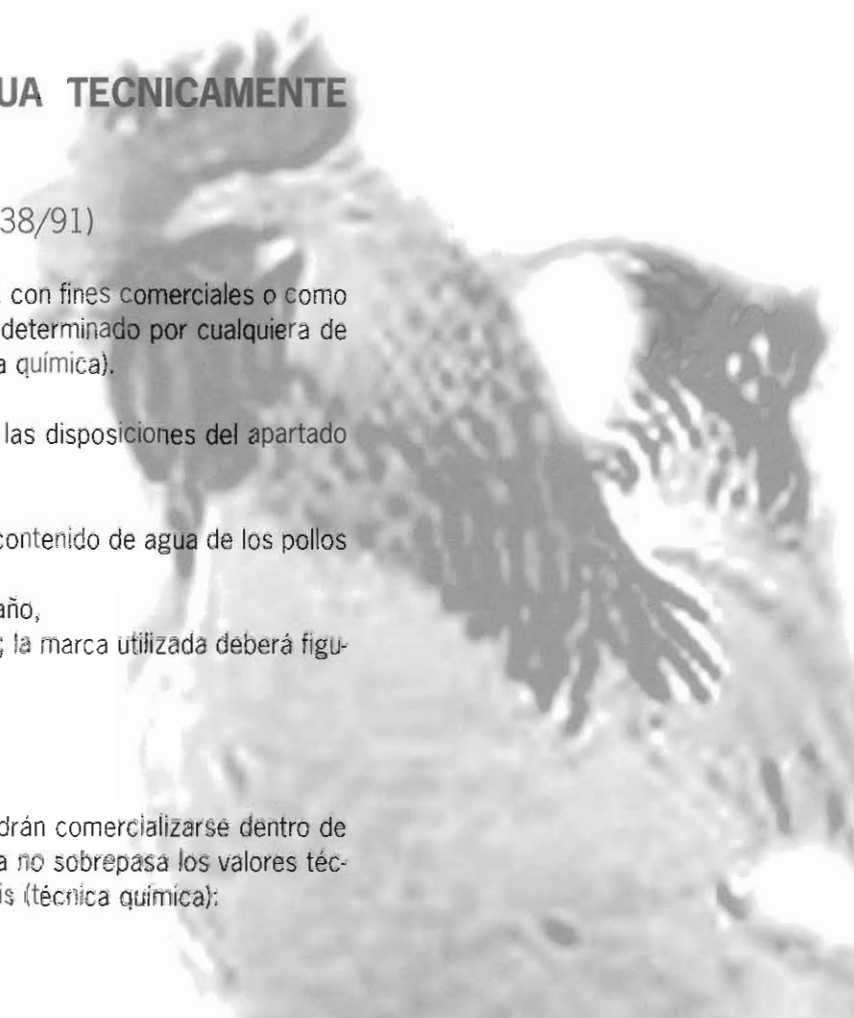 UA TECNICAMENTE
38/91)
con fines comerciales o como
determinado por cualquiera de
a química).
las disposiciones del apartado
contenido de agua de los pollos
año,
; la marca utilizada deberá figu-
drán comercializarse dentro de
a no sobrepasa los valores téc-
is (técnica química):